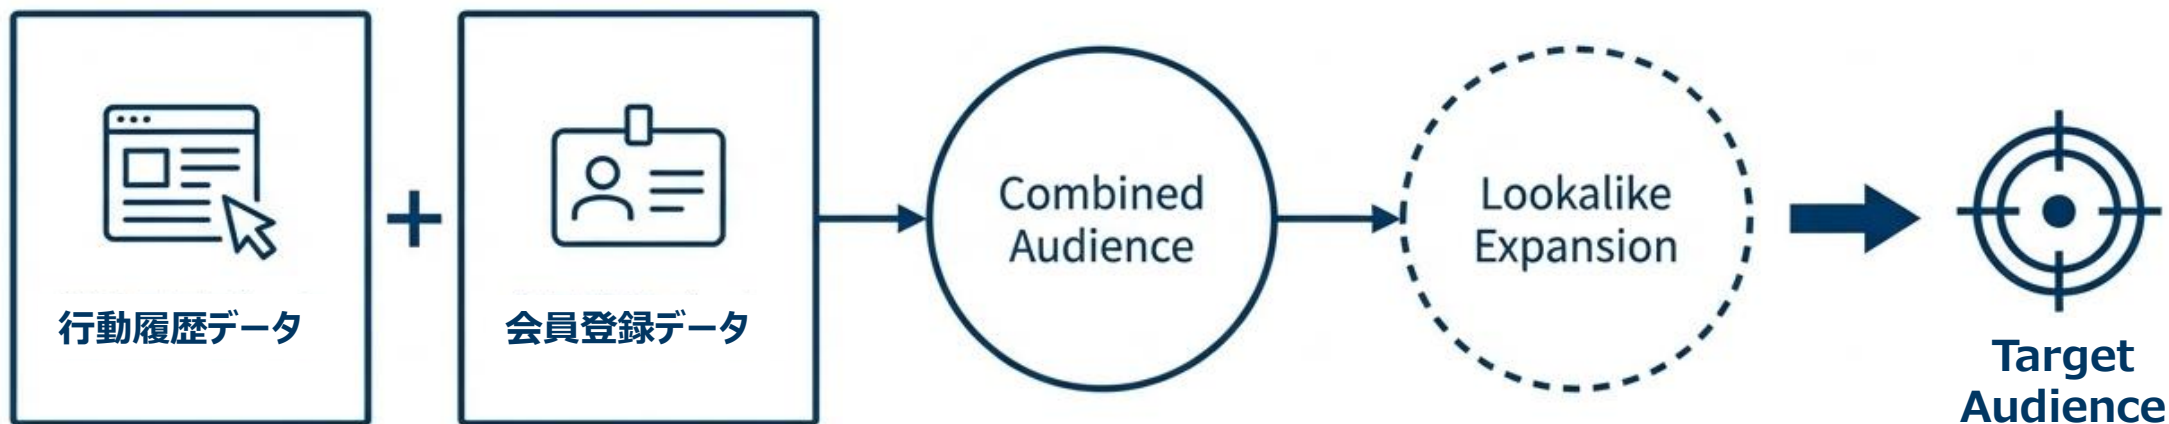 行動履歴データ
会員登録データ
Combined
Audience
Lookalike
Expansion
Target
Audience